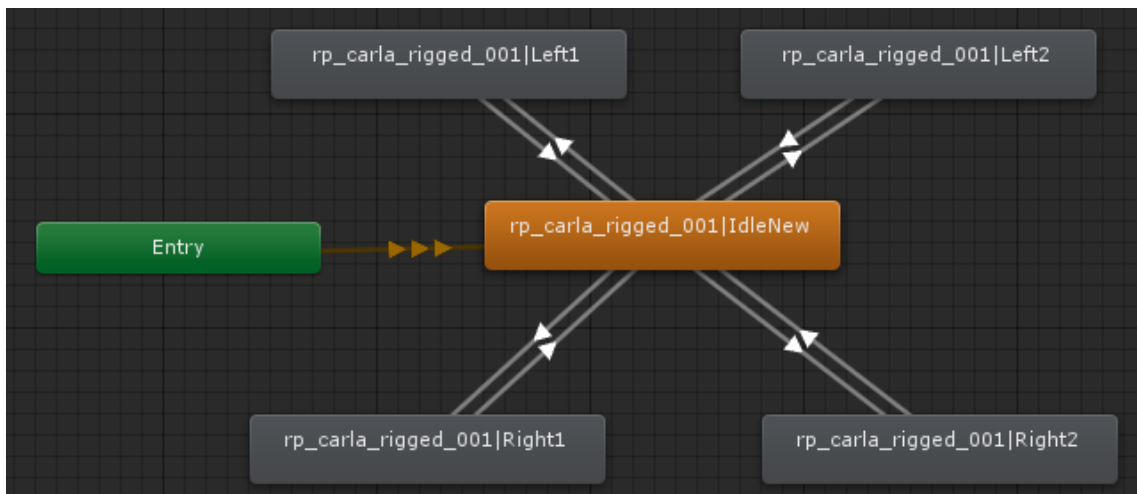 rp_carla_rigged_001|Left1
rp_carla_rigged_001|Left2
Entry
rp_carla_rigged_001|IdleNew
rp_carla_rigged_001|Right1
rp_carla_rigged_001|Right2